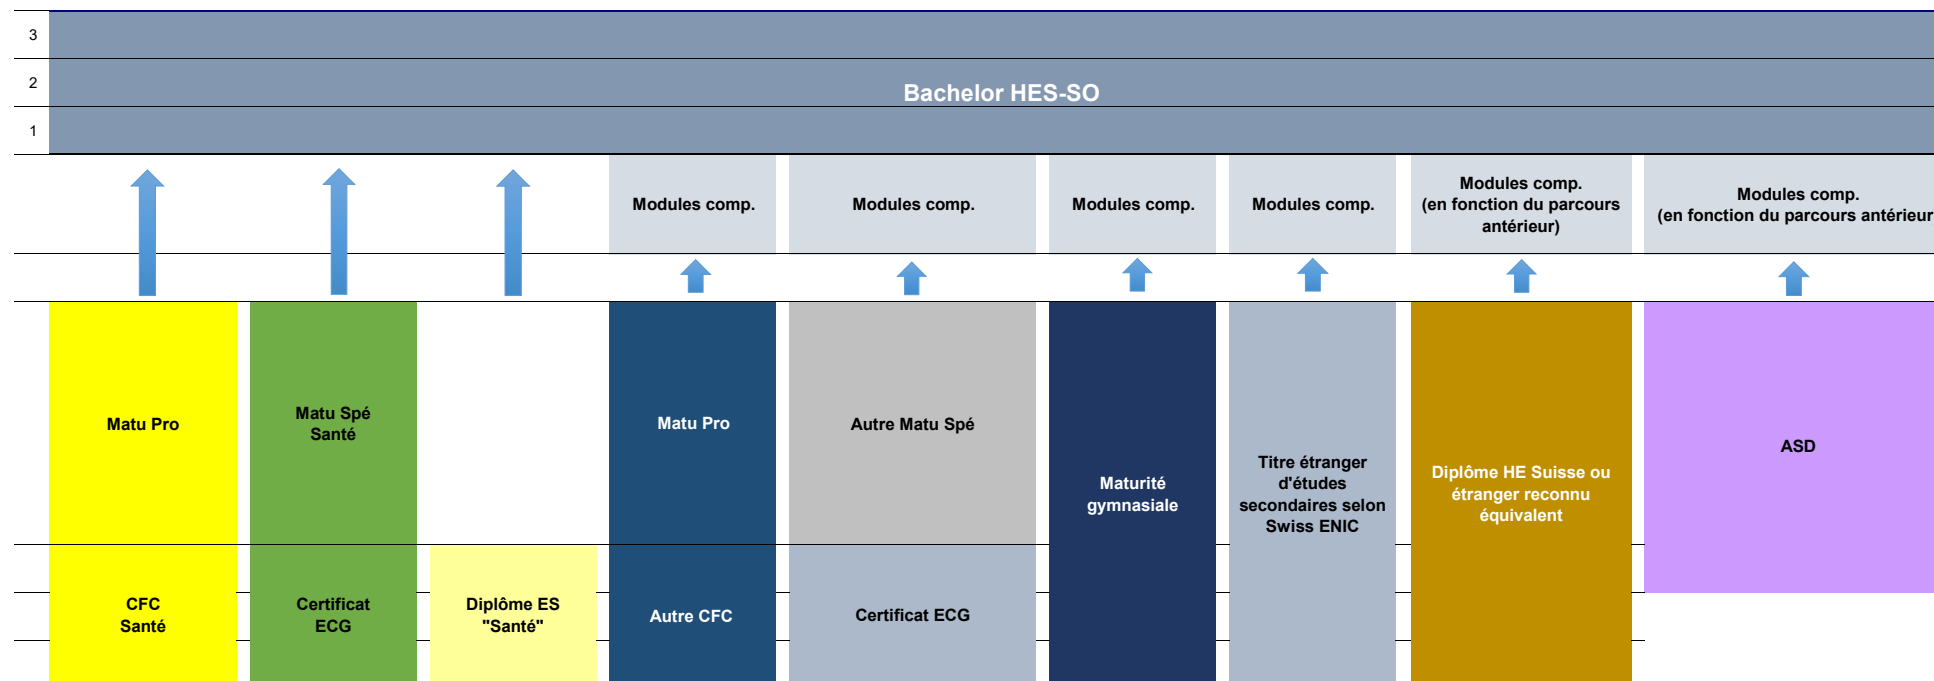 3
2
1
Bachelor HES-SO
Modules comp.
Modules comp.
Modules comp.
Modules comp.
Modules comp.
(en fonction du parcours
antérieur)
Modules comp.
(en fonction du parcours antérieur
Matu Pro
Matu Spé
Santé
Matu Pro
Autre Matu Spé
Maturité
gymnasiale
Titre étranger
d'études
secondaires selon
Swiss ENIC
Diplôme HE Suisse ou
étranger reconnu
équivalent
ASD
CFC
Santé
Certificat
ECG
Diplôme ES
"Santé"
Autre CFC
Certificat ECG